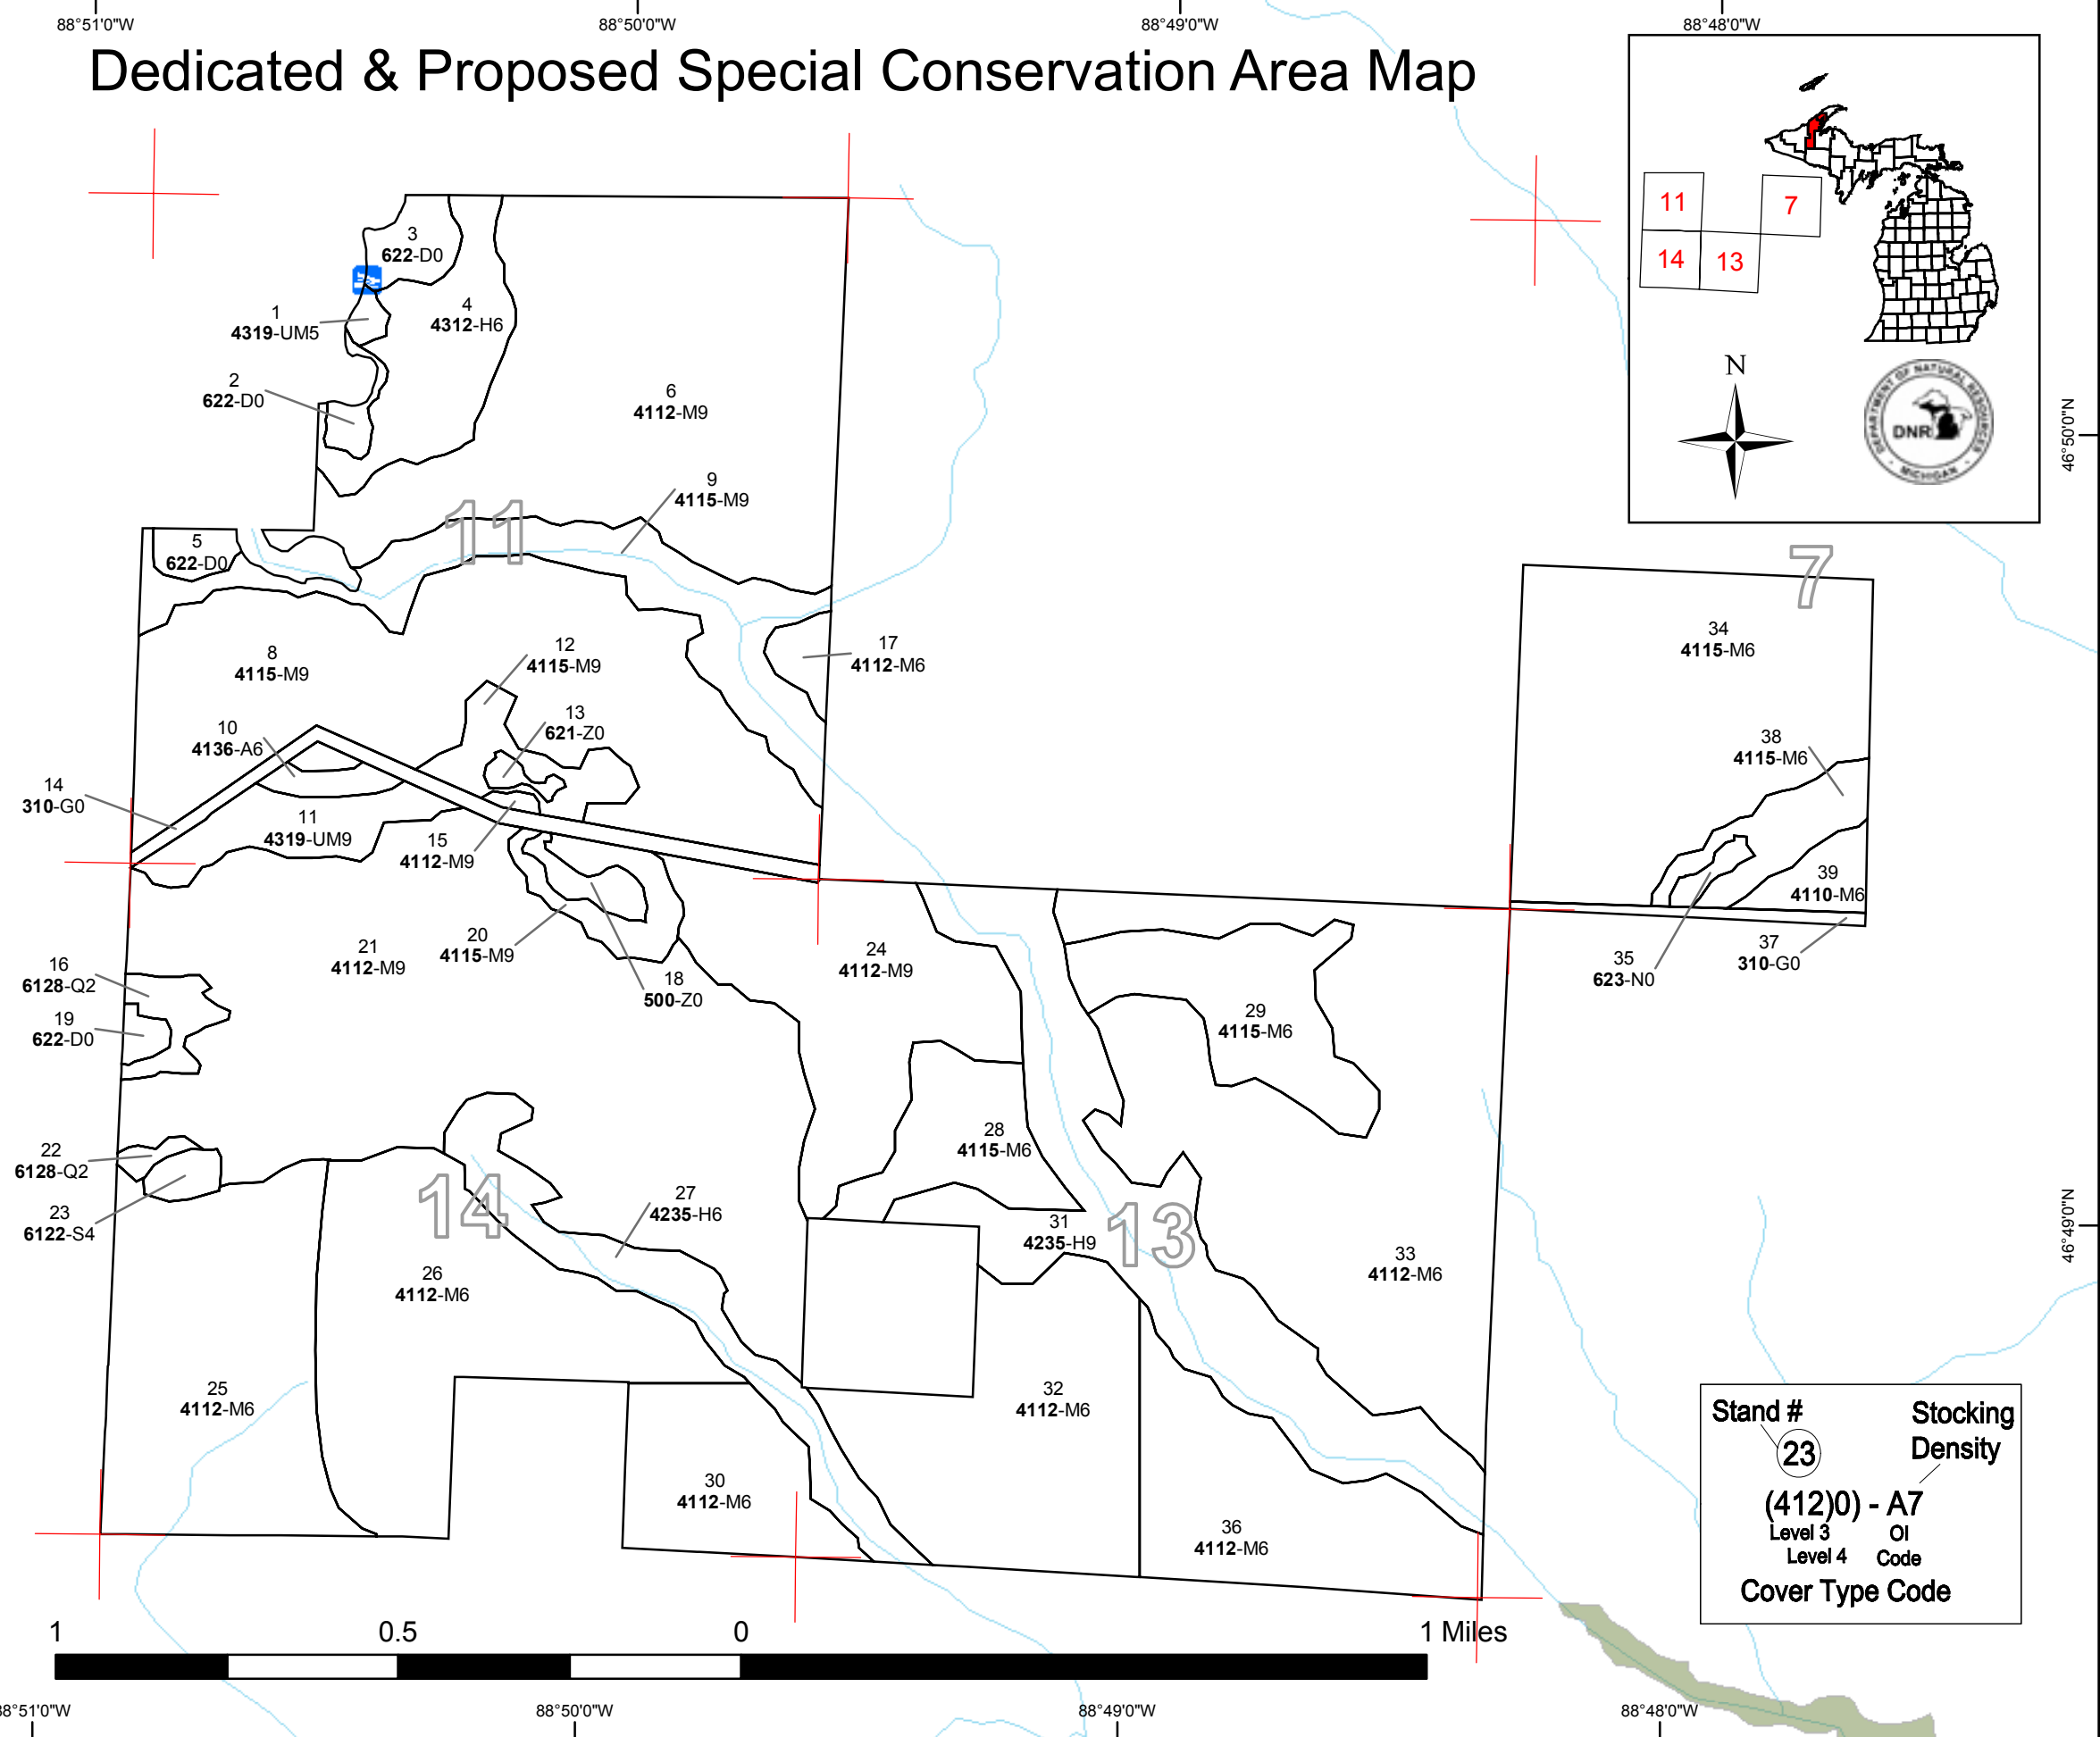 88°51'0"W
88°50'0"W
88°49'0"W
88°48'0"W
Dedicated & Proposed Special Conservation Area Map
11
7
14
13
N
DEPARTMENT OF NATURAL RESOURCES
DNR
MICHIGAN
46°50'0"N
3
622-D0
1
4319-UM5
4
4312-H6
2
622-D0
6
4112-M9
9
4115-M9
11
5
622-D0
7
8
4115-M9
12
4115-M9
17
4112-M6
34
4115-M6
10
4136-A6
13
621-Z0
38
4115-M6
14
310-G0
11
4319-UM9
15
4112-M9
39
4110-M6
21
4112-M9
20
4115-M9
24
4112-M9
35
623-N0
37
310-G0
16
6128-Q2
18
500-Z0
19
622-D0
29
4115-M6
22
6128-Q2
28
4115-M6
23
6122-S4
14
27
4235-H6
31
4235-H9
13
46°49'0"N
26
4112-M6
33
4112-M6
25
4112-M6
32
4112-M6
30
4112-M6
36
4112-M6
Stand #
Stocking
Density
23
(412)0) - A7
Level 3
OI
Level 4
Code
Cover Type Code
1
0.5
0
1 Miles
88°51'0"W
88°50'0"W
88°49'0"W
88°48'0"W